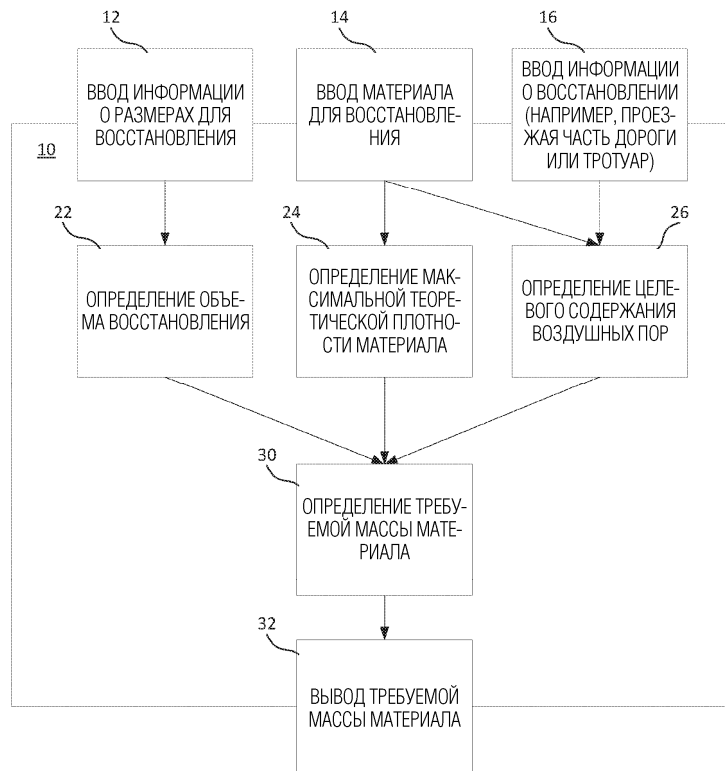 12
14
16
ВВОД ИНФОРМАЦИИ
О РАЗМЕРАХ ДЛЯ
ВОССТАНОВЛЕНИЯ
ВВОД МАТЕРИАЛА
ДЛЯ ВОССТАНОВЛЕ-
НИЯ
ВВОД ИНФОРМАЦИИ
О ВОССТАНОВЛЕНИИ
(НАПРИМЕР, ПРОЕЗ-
ЖАЯ ЧАСТЬ ДОРОГИ
ИЛИ ТРОТУАР)
10
22
24
26
ОПРЕДЕЛЕНИЕ ОБЪЕ-
МА ВОССТАНОВЛЕНИЯ
ОПРЕДЕЛЕНИЕ МАК-
СИМАЛЬНОЙ ТЕОРЕ-
ТИЧЕСКОЙ ПЛОТНО-
СТИ МАТЕРИАЛА
ОПРЕДЕЛЕНИЕ ЦЕЛЕ-
ВОГО СОДЕРЖАНИЯ
ВОЗДУШНЫХ ПОР
30
ОПРЕДЕЛЕНИЕ ТРЕБУ-
ЕМОЙ МАССЫ МАТЕ-
РИАЛА
32
ВЫВОД ТРЕБУЕМОЙ
МАССЫ МАТЕРИАЛА